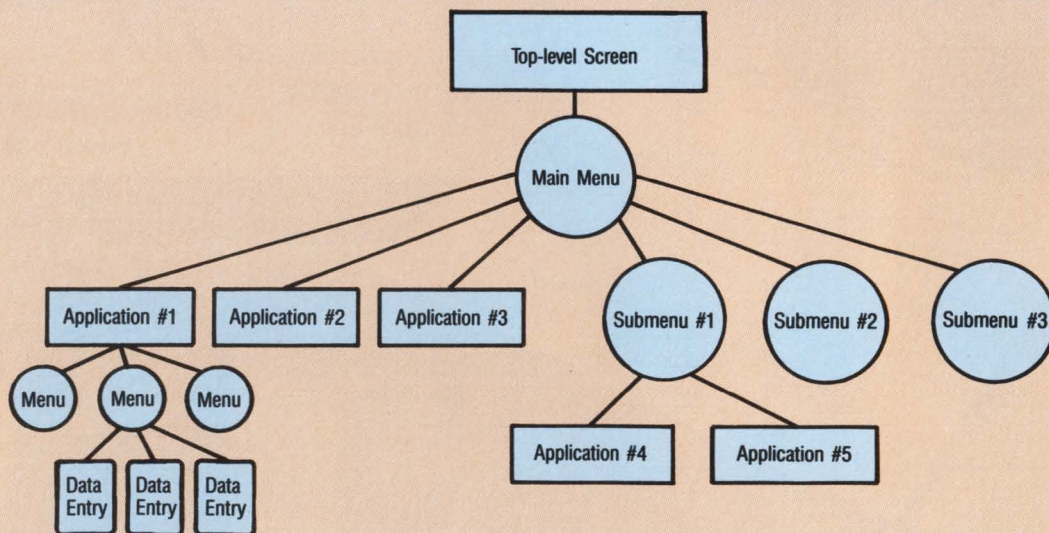 Top-level Screen
Main Menu
Application #1
Application #2
Application #3
Submenu #1
Submenu #2
Submenu #3
Menu
Menu
Menu
Application #4
Application #5
Data
Entry
Data
Entry
Data
Entry